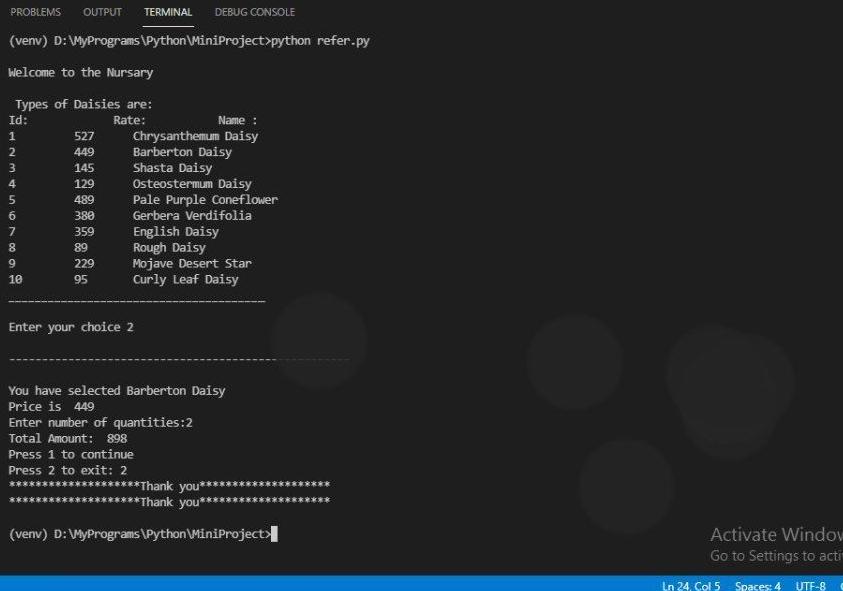 PROBLEMS OUTPUT TERMINAL DEBUG CONSOLE
(venv) D:\MyPrograms\Python\MiniProject>python refer.py
Welcome to the Nursary
Types of Daisies are:
Id: Rate: Name :
1 527 Chrysanthemum Daisy
2 449 Barberton Daisy
3 145 Shasta Daisy
4 129 Osteostermum Daisy
5 489 Pale Purple Coneflower
6 380 Gerbera Verdifolia
7 359 English Daisy
8 89 Rough Daisy
9 229 Mojave Desert Star
10 95 Curly Leaf Daisy
_______________________________________
Enter your choice 2
----------------------------------------------------
You have selected Barberton Daisy
Price is 449
Enter number of quantities:2
Total Amount: 898
Press 1 to continue
Press 2 to exit: 2
********************Thank you********************
********************Thank you********************
(venv) D:\MyPrograms\Python\MiniProject>
Activate Window
Go to Settings to acti
Ln 24, Col 5 Spaces: 4 UTF-8